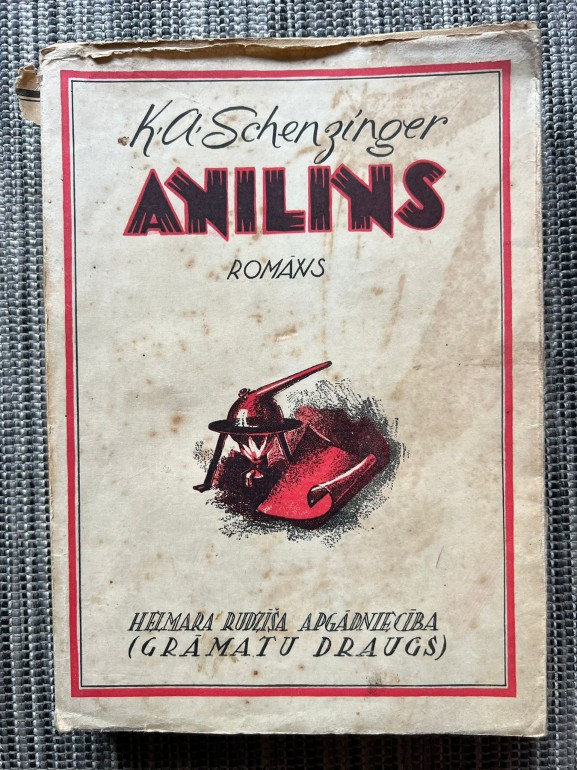 K.A. Schenzinger
ANILINS
ROMĀNS
HELMARA RUDZĪŠA APGĀDNIECĪBA
(GRĀMATU DRAUGS)